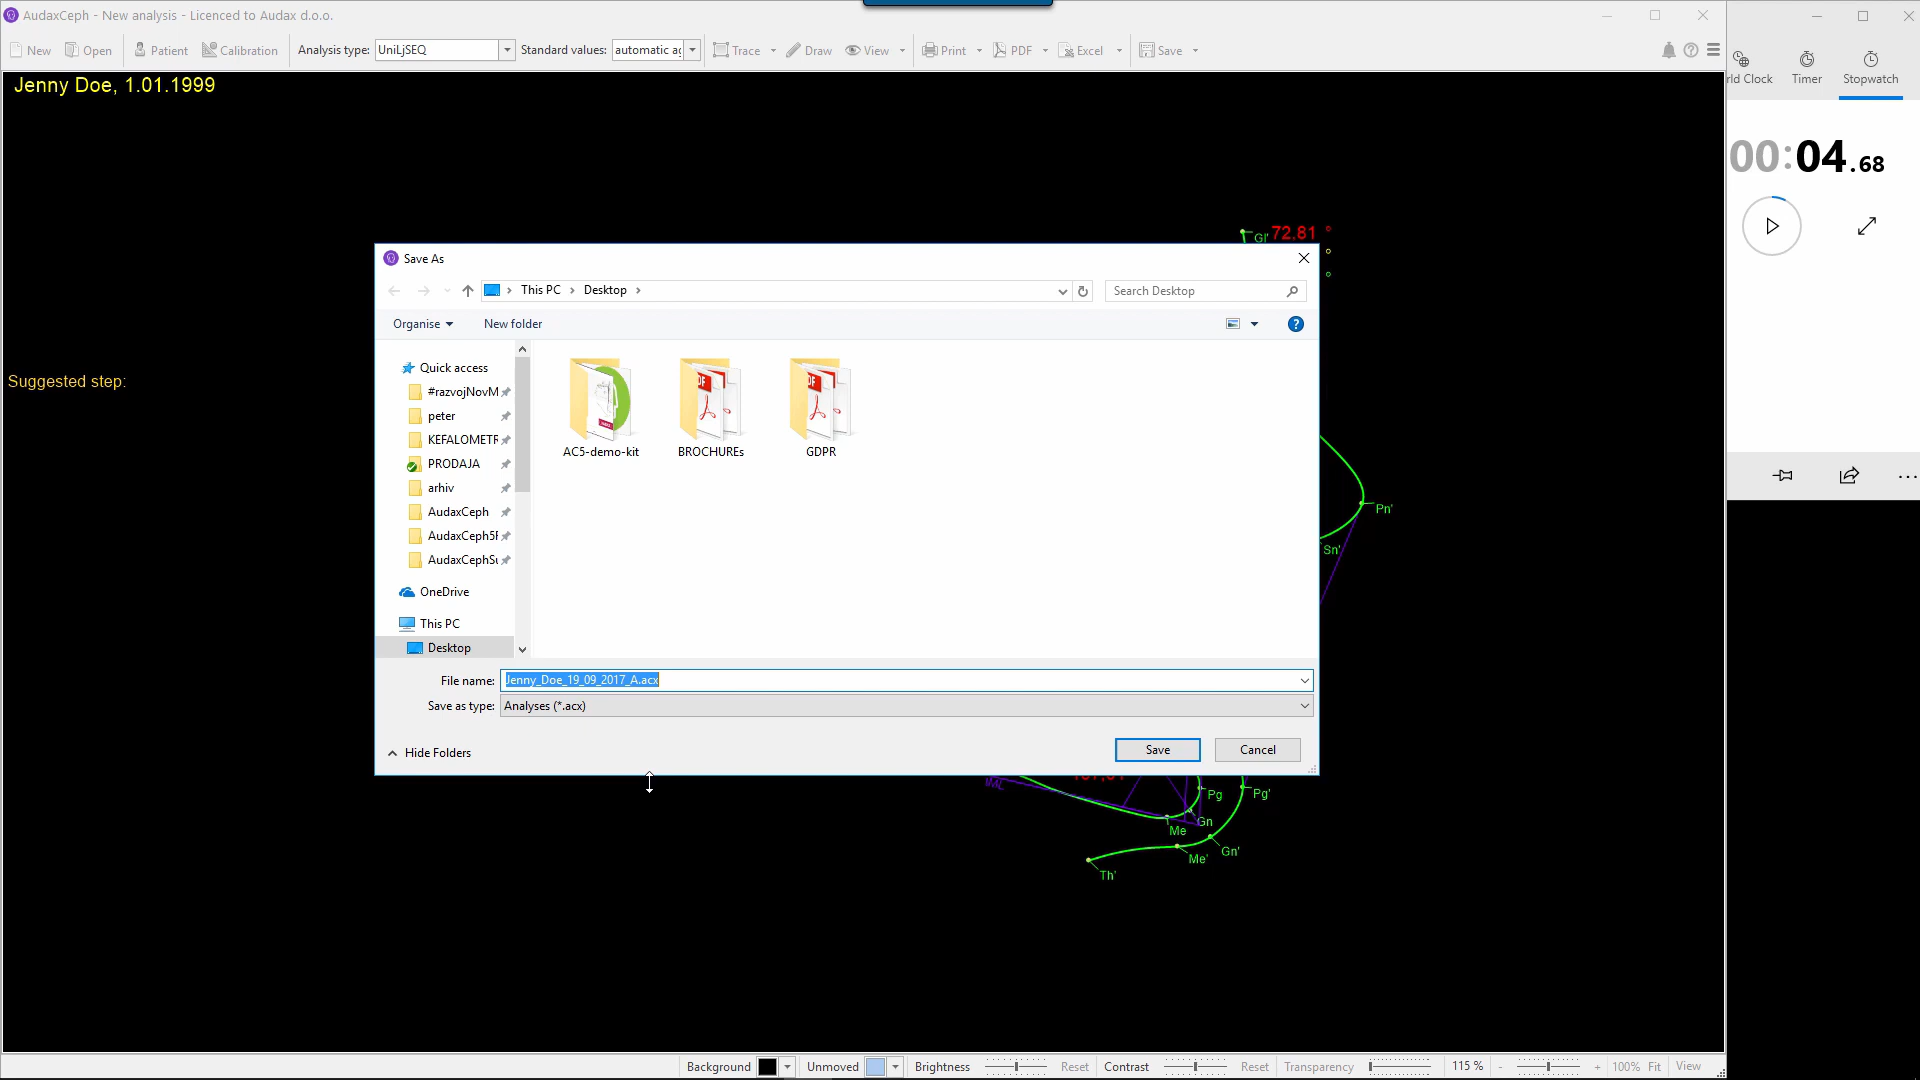 AudaxCeph - New analysis - Licenced to Audax d.o.o.
New Open Patient Calibration Analysis type: UniLjSEQ Standard values: automatic ag Trace Draw View Print PDF Excel Save
Jenny Doe, 1.01.1999
rld Clock Timer Stopwatch
00:04.68
Gl' 72.81 °
Save As
This PC > Desktop >
Search Desktop
Organise New folder
Quick access
#razvojNovM
peter
KEFALOMETR
PRODAJA
arhiv
AudaxCeph
AudaxCeph5F
AudaxCephSu
OneDrive
This PC
Desktop
AC5-demo-kit BROCHUREs GDPR
Suggested step:
Pn'
Sn'
File name: Jenny_Doe_19_09_2017_A.acx
Save as type: Analyses (*.acx)
Hide Folders Save Cancel
Pg Pg'
Gn
Me
Gn'
Me'
Th'
Background Unmoved Brightness Reset Contrast Reset Transparency 115 % - + 100% Fit View